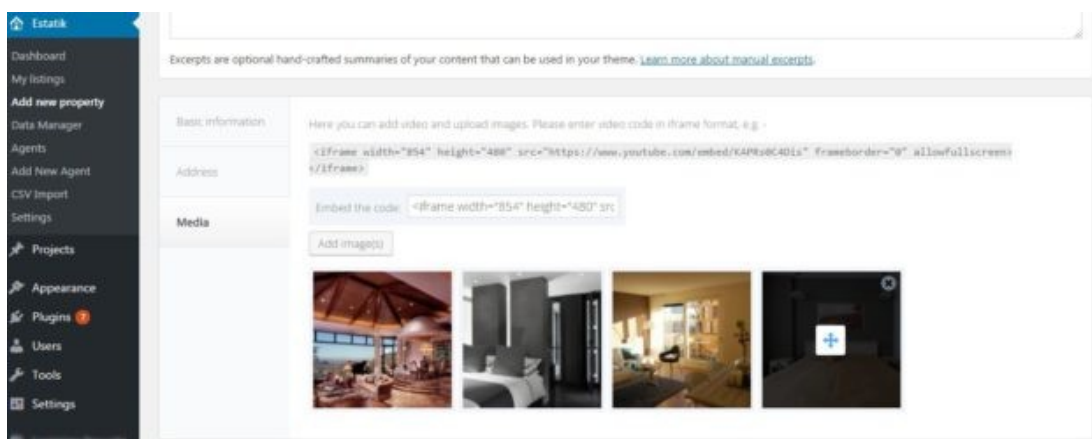 Estatik
Dashboard
My listings
Add new property
Data Manager
Agents
Add New Agent
CSV Import
Settings
Projects
Appearance
Plugins 7
Users
Tools
Settings
Excerpts are optional hand-crafted summaries of your content that can be used in your theme. Learn more about manual excerpts.
Basic information
Address
Media
Here you can add video and upload images. Please enter video code in iframe format, e.g. -
<iframe width="854" height="480" src="https://www.youtube.com/embed/KAPRs0C4Dis" frameborder="0" allowfullscreen>
</iframe>
Embed the code: <iframe width="854" height="480" src
Add image(s)